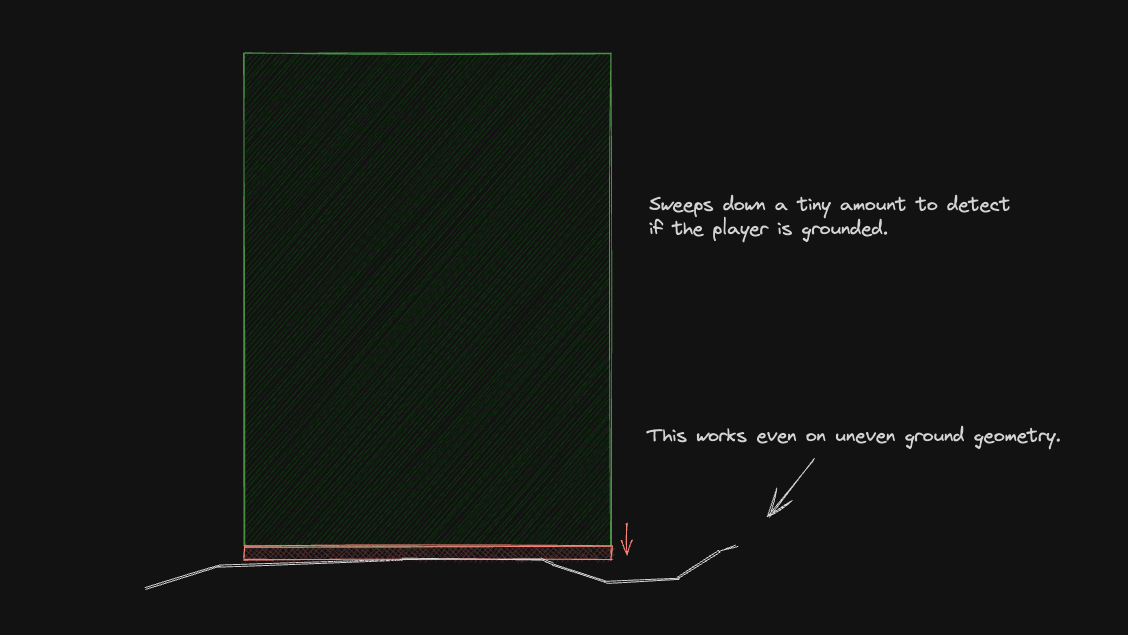 Sweeps down a tiny amount to detect
if the player is grounded.
This works even on uneven ground geometry.